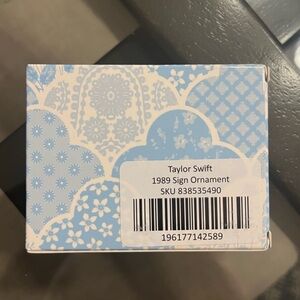 Taylor Swift
1989 Sign Ornament
SKU 838535490
196177142589